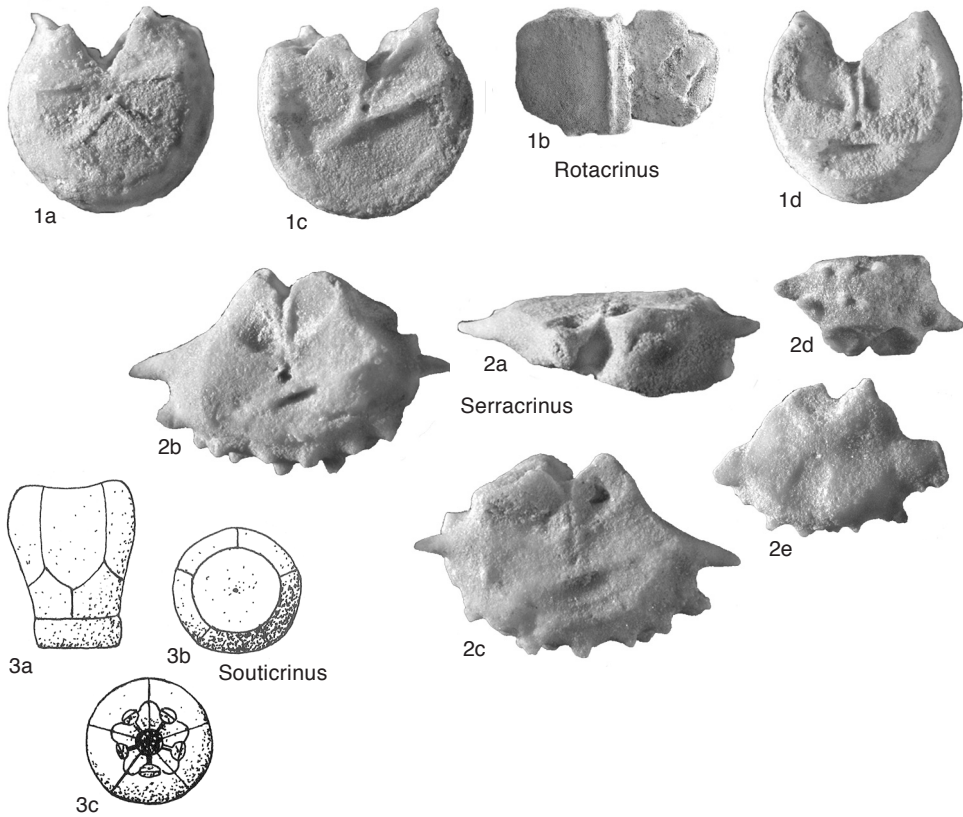 1a
1c
1b
Rotacrinus
1d
2b
2a
Serracrinus
2d
2c
2e
3a
3b
Souticrinus
3c